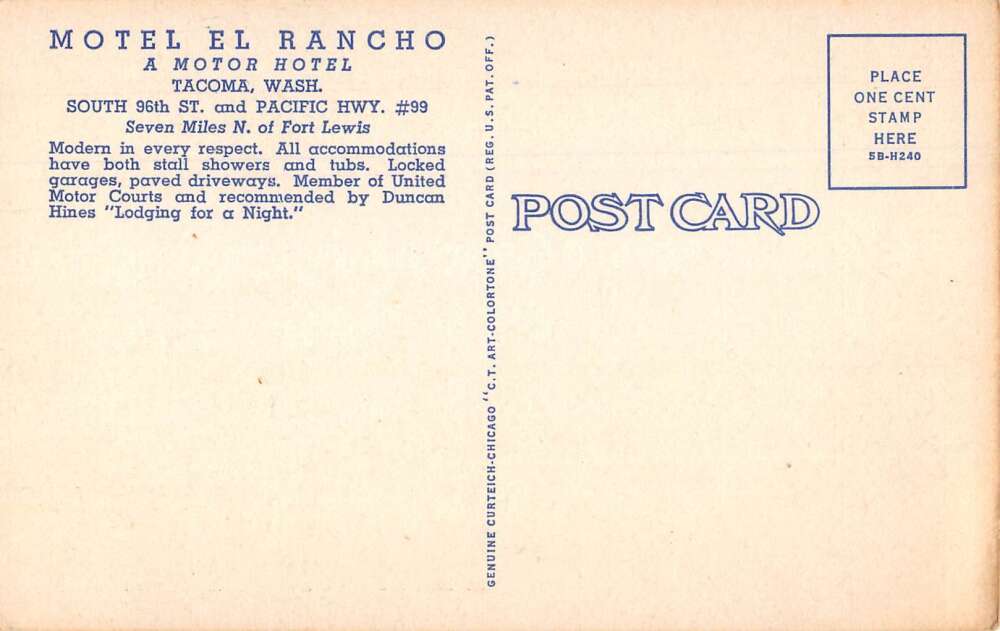 MOTEL EL RANCHO
A MOTOR HOTEL
TACOMA, WASH.
SOUTH 96th ST. and PACIFIC HWY. #99
Seven Miles N. of Fort Lewis
Modern in every respect. All accommodations
have both stall showers and tubs. Locked
garages, paved driveways. Member of United
Motor Courts and recommended by Duncan
Hines "Lodging for a Night."
GENUINE CURTEICH-CHICAGO "C.T. ART-COLORTONE" POST CARD (REG. U.S. PAT. OFF.)
POST CARD
PLACE
ONE CENT
STAMP
HERE
5B-H240